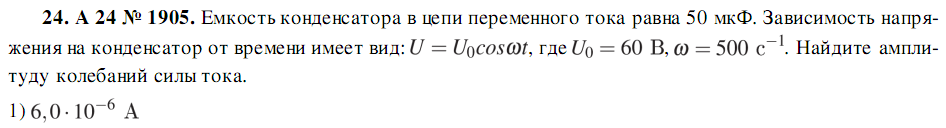 24. А 24 № 1905. Емкость конденсатора в цепи переменного тока равна 50 мкФ. Зависимость напря-
жения на конденсатор от времени имеет вид: U = U₀cosωt, где U₀ = 60 В, ω = 500 с⁻¹. Найдите ампли-
туду колебаний силы тока.
1) 6,0·10⁻⁶ А